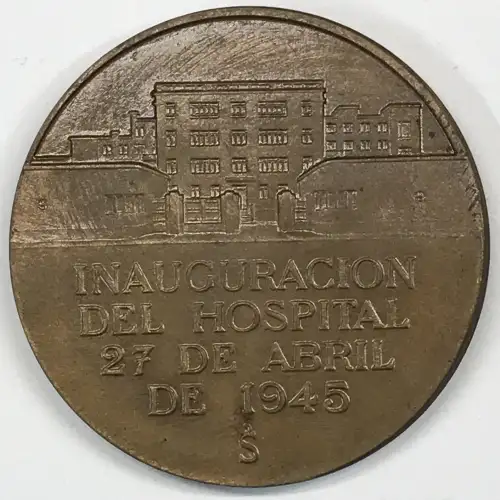 INAUGURACION
DEL HOSPITAL
27 DE ABRIL
DE 1945
S